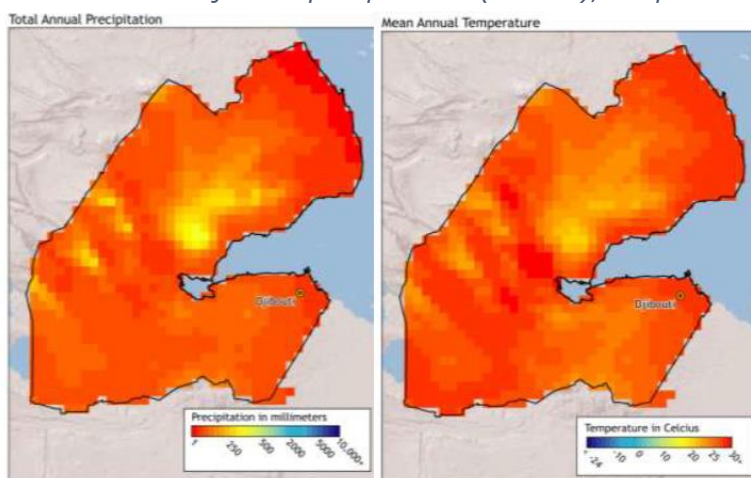 Total Annual Precipitation
Mean Annual Temperature
Djibouti
Djibouti
Precipitation in millimeters
1 250 500 2000 5000 10,000+
Temperature in Celcius
< -24 -10 0 10 20 25 30+